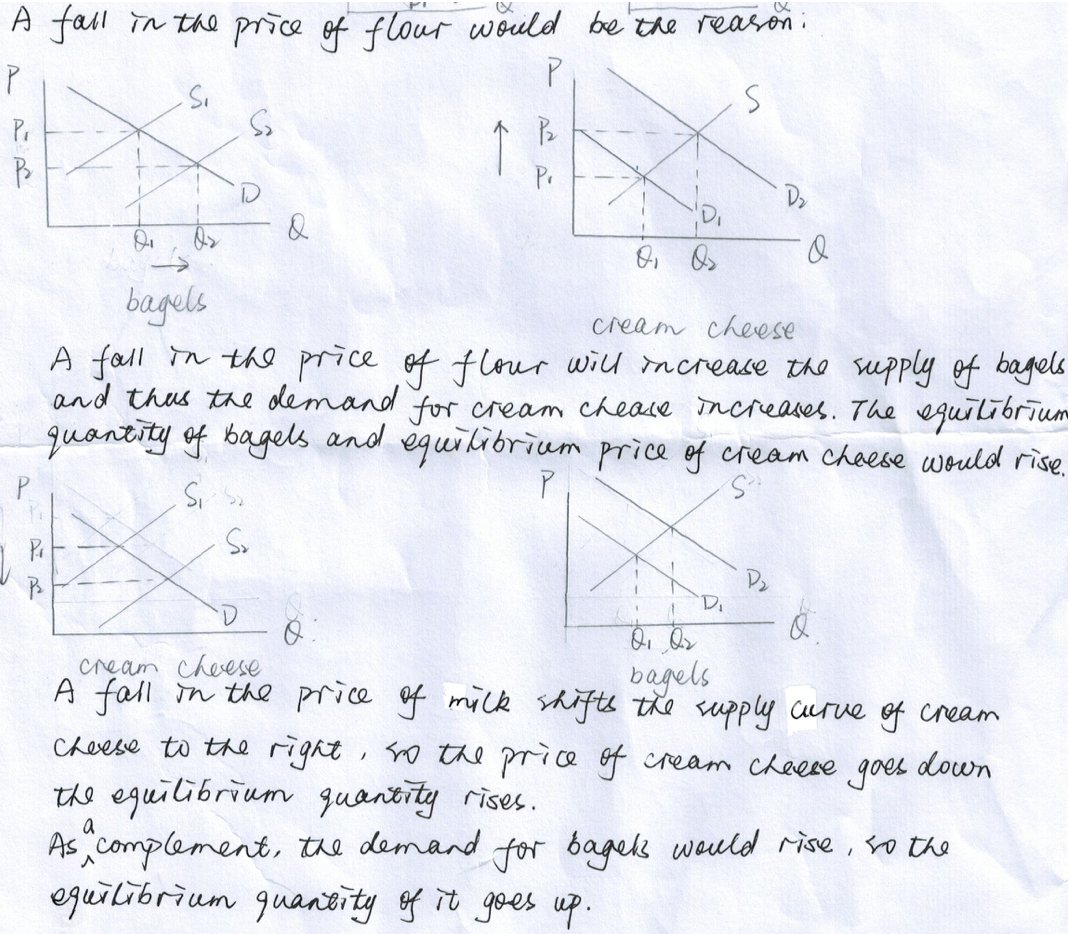 A fall in the price of flour would be the reason.
P
P₁
P₂
S₁
S₂
D
Q₁ Q₂
Q
→
bagels
P
↑
P₂
P₁
S
D₁
D₂
Q₁ Q₂
Q
cream cheese
A fall in the price of flour will increase the supply of bagels
and thus the demand for cream chease increases. The equilibrium
quantity of bagels and equilibrium price of cream cheese would rise.
P
P₁
P₂
S₁
S₂
D
Q
cream cheese
P
S
D₂
D₁
Q₁ Q₂
Q
bagels
A fall in the price of milk shifts the supply curve of cream
cheese to the right, so the price of cream cheese goes down
the equilibrium quantity rises.
As a complement, the demand for bagels would rise, so the
equilibrium quantity of it goes up.